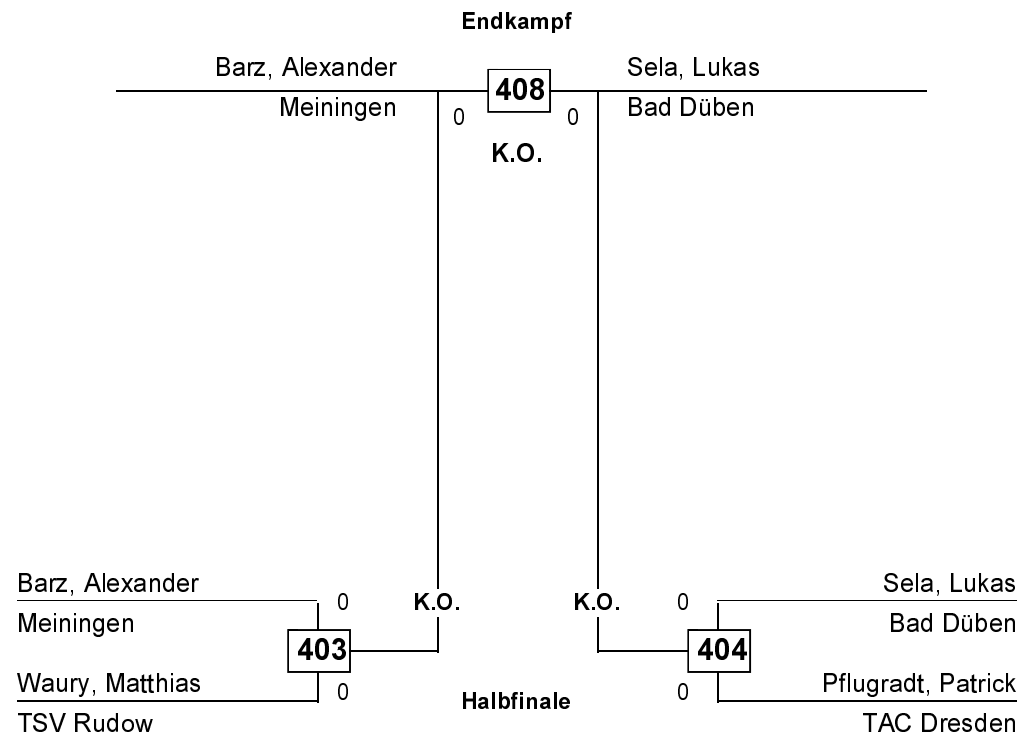 Endkampf
Barz, Alexander
408
Sela, Lukas
Meiningen
0
0
Bad Düben
K.O.
Barz, Alexander
0
K.O.
K.O.
0
Sela, Lukas
Meiningen
Bad Düben
403
404
Waury, Matthias
0
Halbfinale
0
Pflugradt, Patrick
TSV Rudow
TAC Dresden